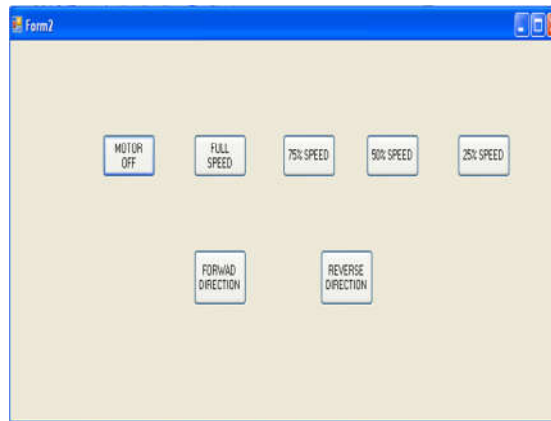 Form2
MOTOR
OFF
FULL
SPEED
75% SPEED
50% SPEED
25% SPEED
FORWAD
DIRECTION
REVERSE
DIRECTION